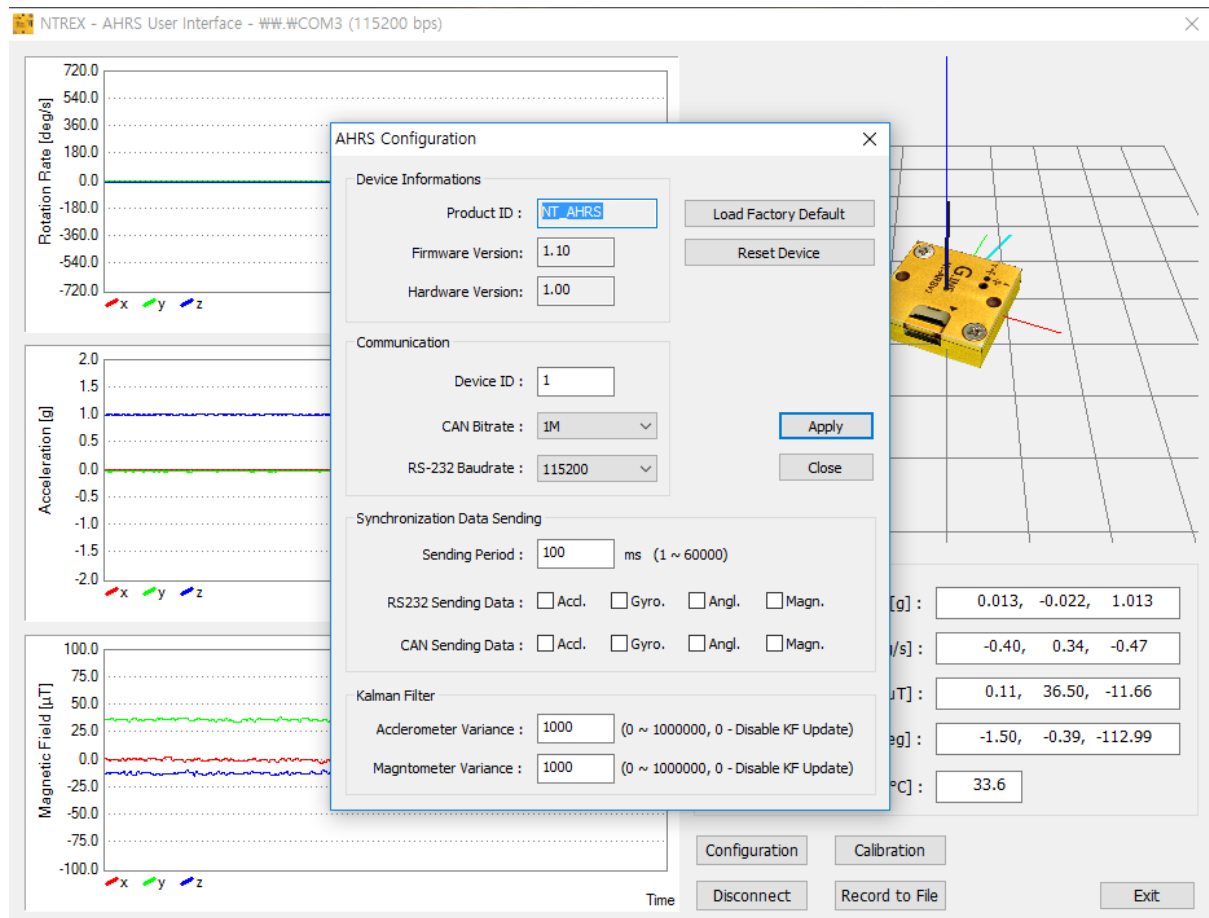 NTREX - AHRS User Interface - ₩₩.₩COM3 (115200 bps)
720.0
540.0
360.0
180.0
0.0
-180.0
-360.0
-540.0
-720.0
Rotation Rate [deg/s]
x y z
2.0
1.5
1.0
0.5
0.0
-0.5
-1.0
-1.5
-2.0
Acceleration [g]
x y z
100.0
75.0
50.0
25.0
0.0
-25.0
-50.0
-75.0
-100.0
Magnetic Field [µT]
x y z
Time
AHRS Configuration
Device Informations
Product ID : NT_AHRS
Load Factory Default
Firmware Version: 1.10
Reset Device
Hardware Version: 1.00
Communication
Device ID : 1
CAN Bitrate : 1M
Apply
RS-232 Baudrate : 115200
Close
Synchronization Data Sending
Sending Period : 100 ms (1 ~ 60000)
RS232 Sending Data : Accl. Gyro. Angl. Magn.
CAN Sending Data : Accl. Gyro. Angl. Magn.
Kalman Filter
Acclerometer Variance : 1000 (0 ~ 1000000, 0 - Disable KF Update)
Magntometer Variance : 1000 (0 ~ 1000000, 0 - Disable KF Update)
[g] : 0.013, -0.022, 1.013
/s] : -0.40, 0.34, -0.47
µT] : 0.11, 36.50, -11.66
eg] : -1.50, -0.39, -112.99
°C] : 33.6
Configuration Calibration
Disconnect Record to File Exit